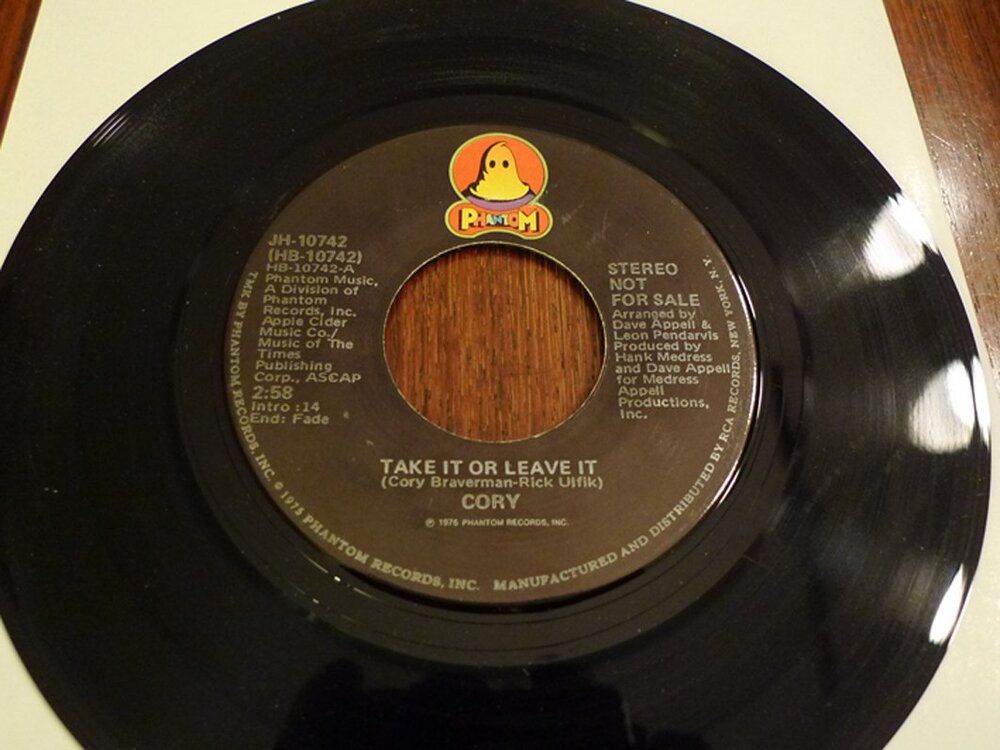 PHANTOM
JH-10742
(HB-10742)
HB-10742-A
Phantom Music,
A Division of
Phantom
Records, Inc.
Apple Cider
Music Co./
Music of The
Times
Publishing
Corp., ASCAP
2:58
Intro :14
End: Fade
STEREO
NOT
FOR SALE
Arranged by
Dave Appell &
Leon Pendarvis
Produced by
Hank Medress
and Dave Appell
for Medress
Appell
Productions,
Inc.
TAKE IT OR LEAVE IT
(Cory Braverman-Rick Ulfik)
CORY
℗ 1976 PHANTOM RECORDS, INC.
TMK BY PHANTOM RECORDS, INC. © 1975 PHANTOM RECORDS, INC. MANUFACTURED AND DISTRIBUTED BY RCA RECORDS, NEW YORK, N.Y.